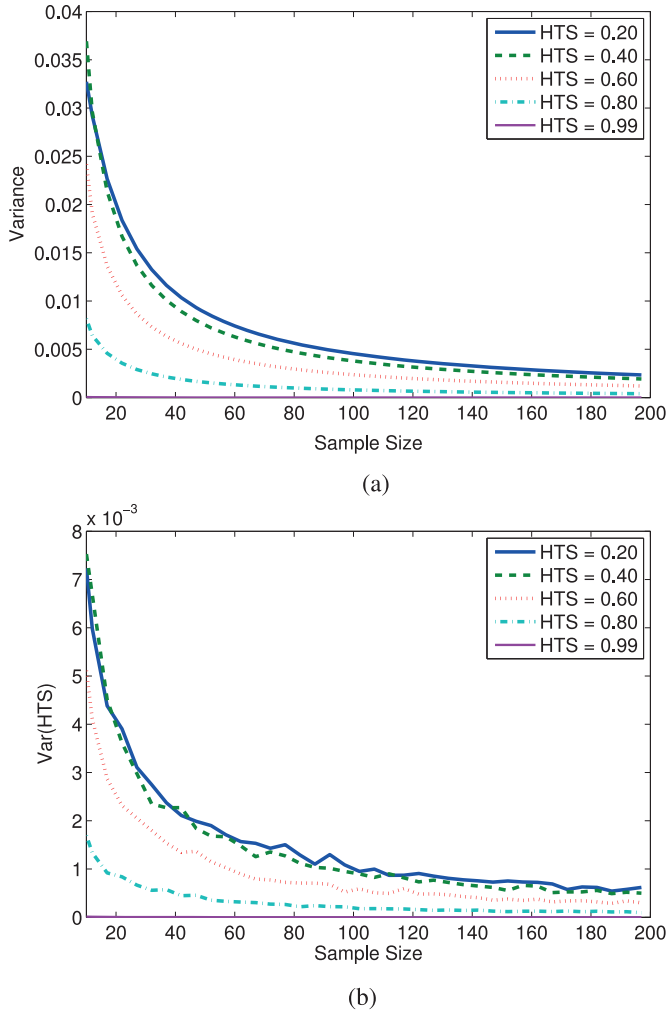 0.04
0.035
0.03
0.025
0.02
0.015
0.01
0.005
0
Variance
HTS = 0.20
HTS = 0.40
HTS = 0.60
HTS = 0.80
HTS = 0.99
20 40 60 80 100 120 140 160 180 200
Sample Size
(a)
x 10⁻³
8
7
6
5
4
3
2
1
0
Var(HTS)
HTS = 0.20
HTS = 0.40
HTS = 0.60
HTS = 0.80
HTS = 0.99
20 40 60 80 100 120 140 160 180 200
Sample Size
(b)